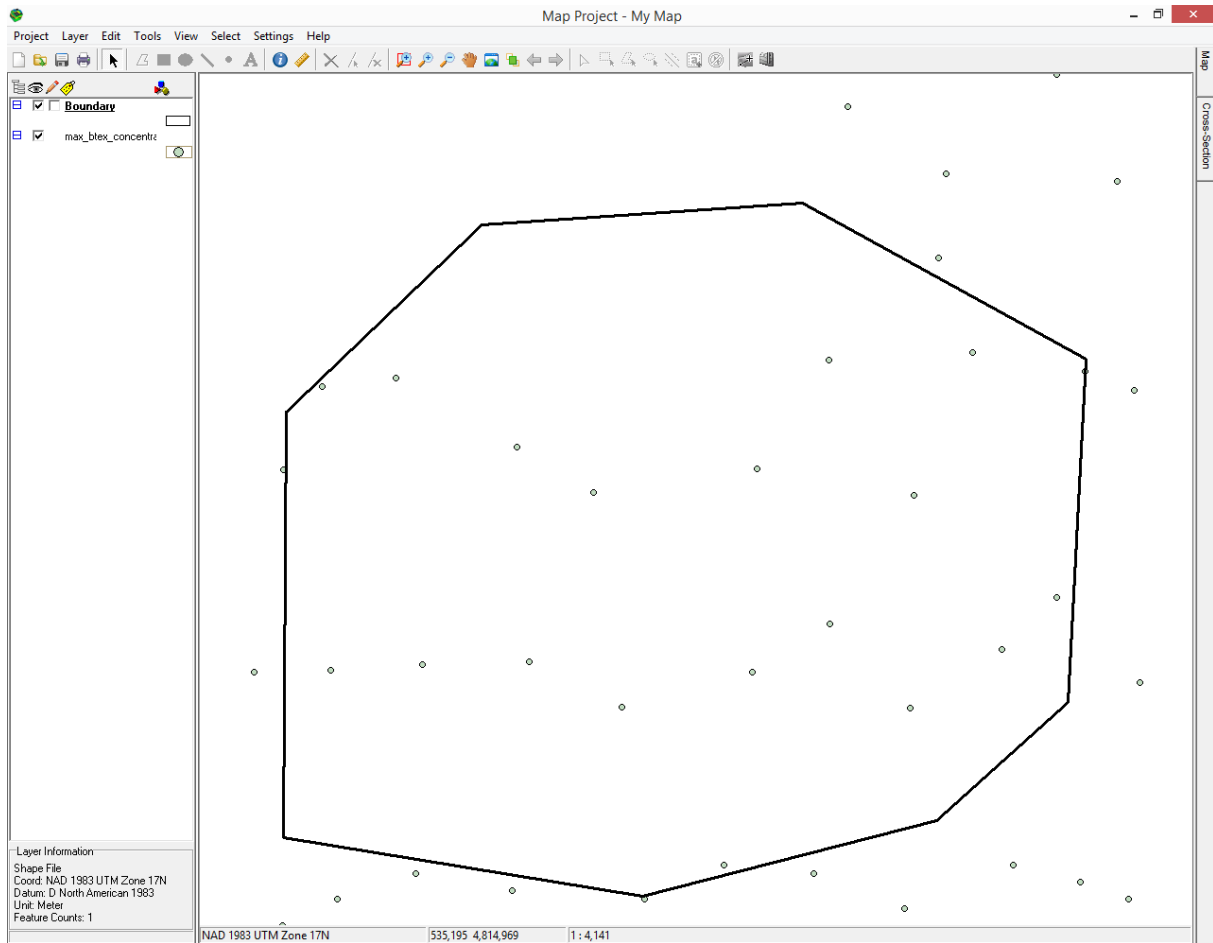 Map Project - My Map
Project Layer Edit Tools View Select Settings Help
Map
Cross-Section
Boundary
max_btex_concentra
Layer Information
Shape File
Coord: NAD 1983 UTM Zone 17N
Datum: D North American 1983
Unit: Meter
Feature Counts: 1
NAD 1983 UTM Zone 17N 535,195 4,814,969 1 : 4,141